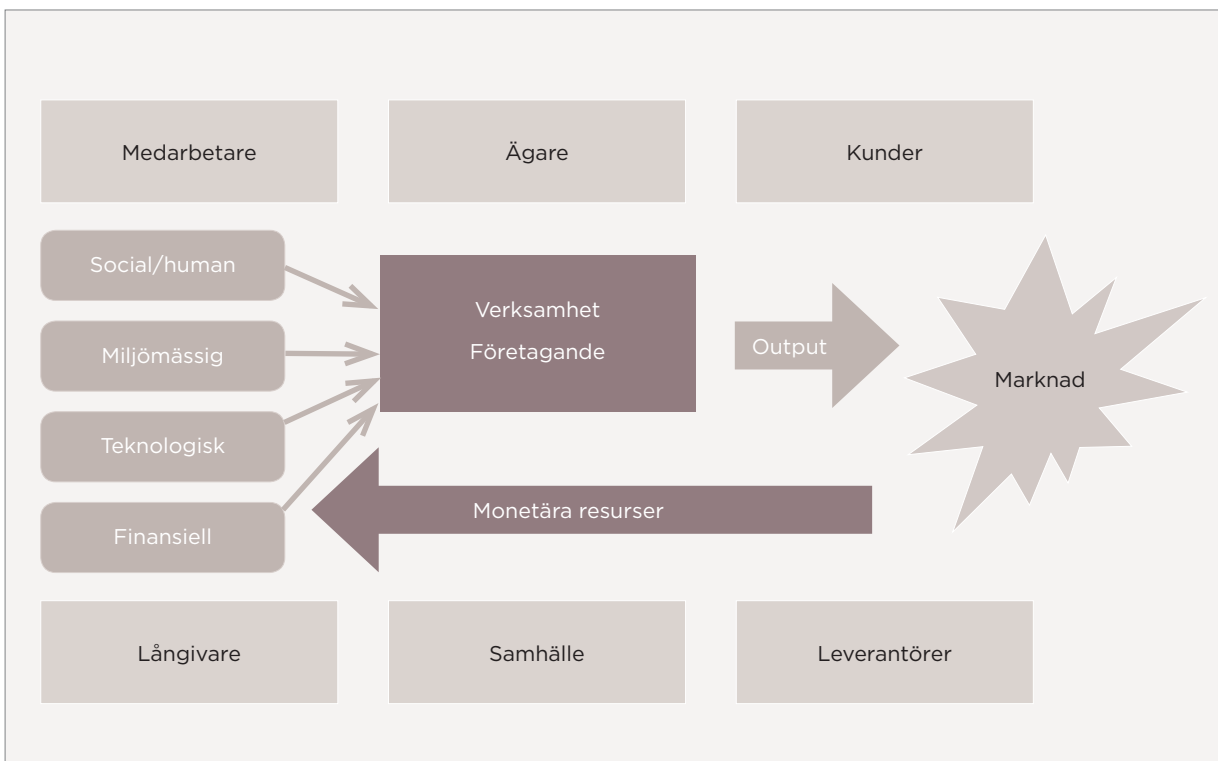 Medarbetare
Ägare
Kunder
Social/human
Miljömässig
Teknologisk
Finansiell
Verksamhet
Företagande
Output
Marknad
Monetära resurser
Långivare
Samhälle
Leverantörer